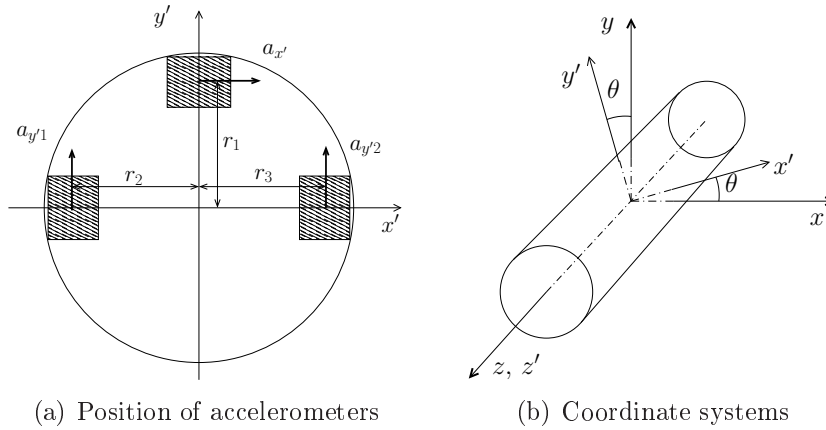 y′
a_{x′}
a_{y′1}
a_{y′2}
r_1
r_2
r_3
x′
(a) Position of accelerometers
y
y′
θ
x′
θ
x
z, z′
(b) Coordinate systems